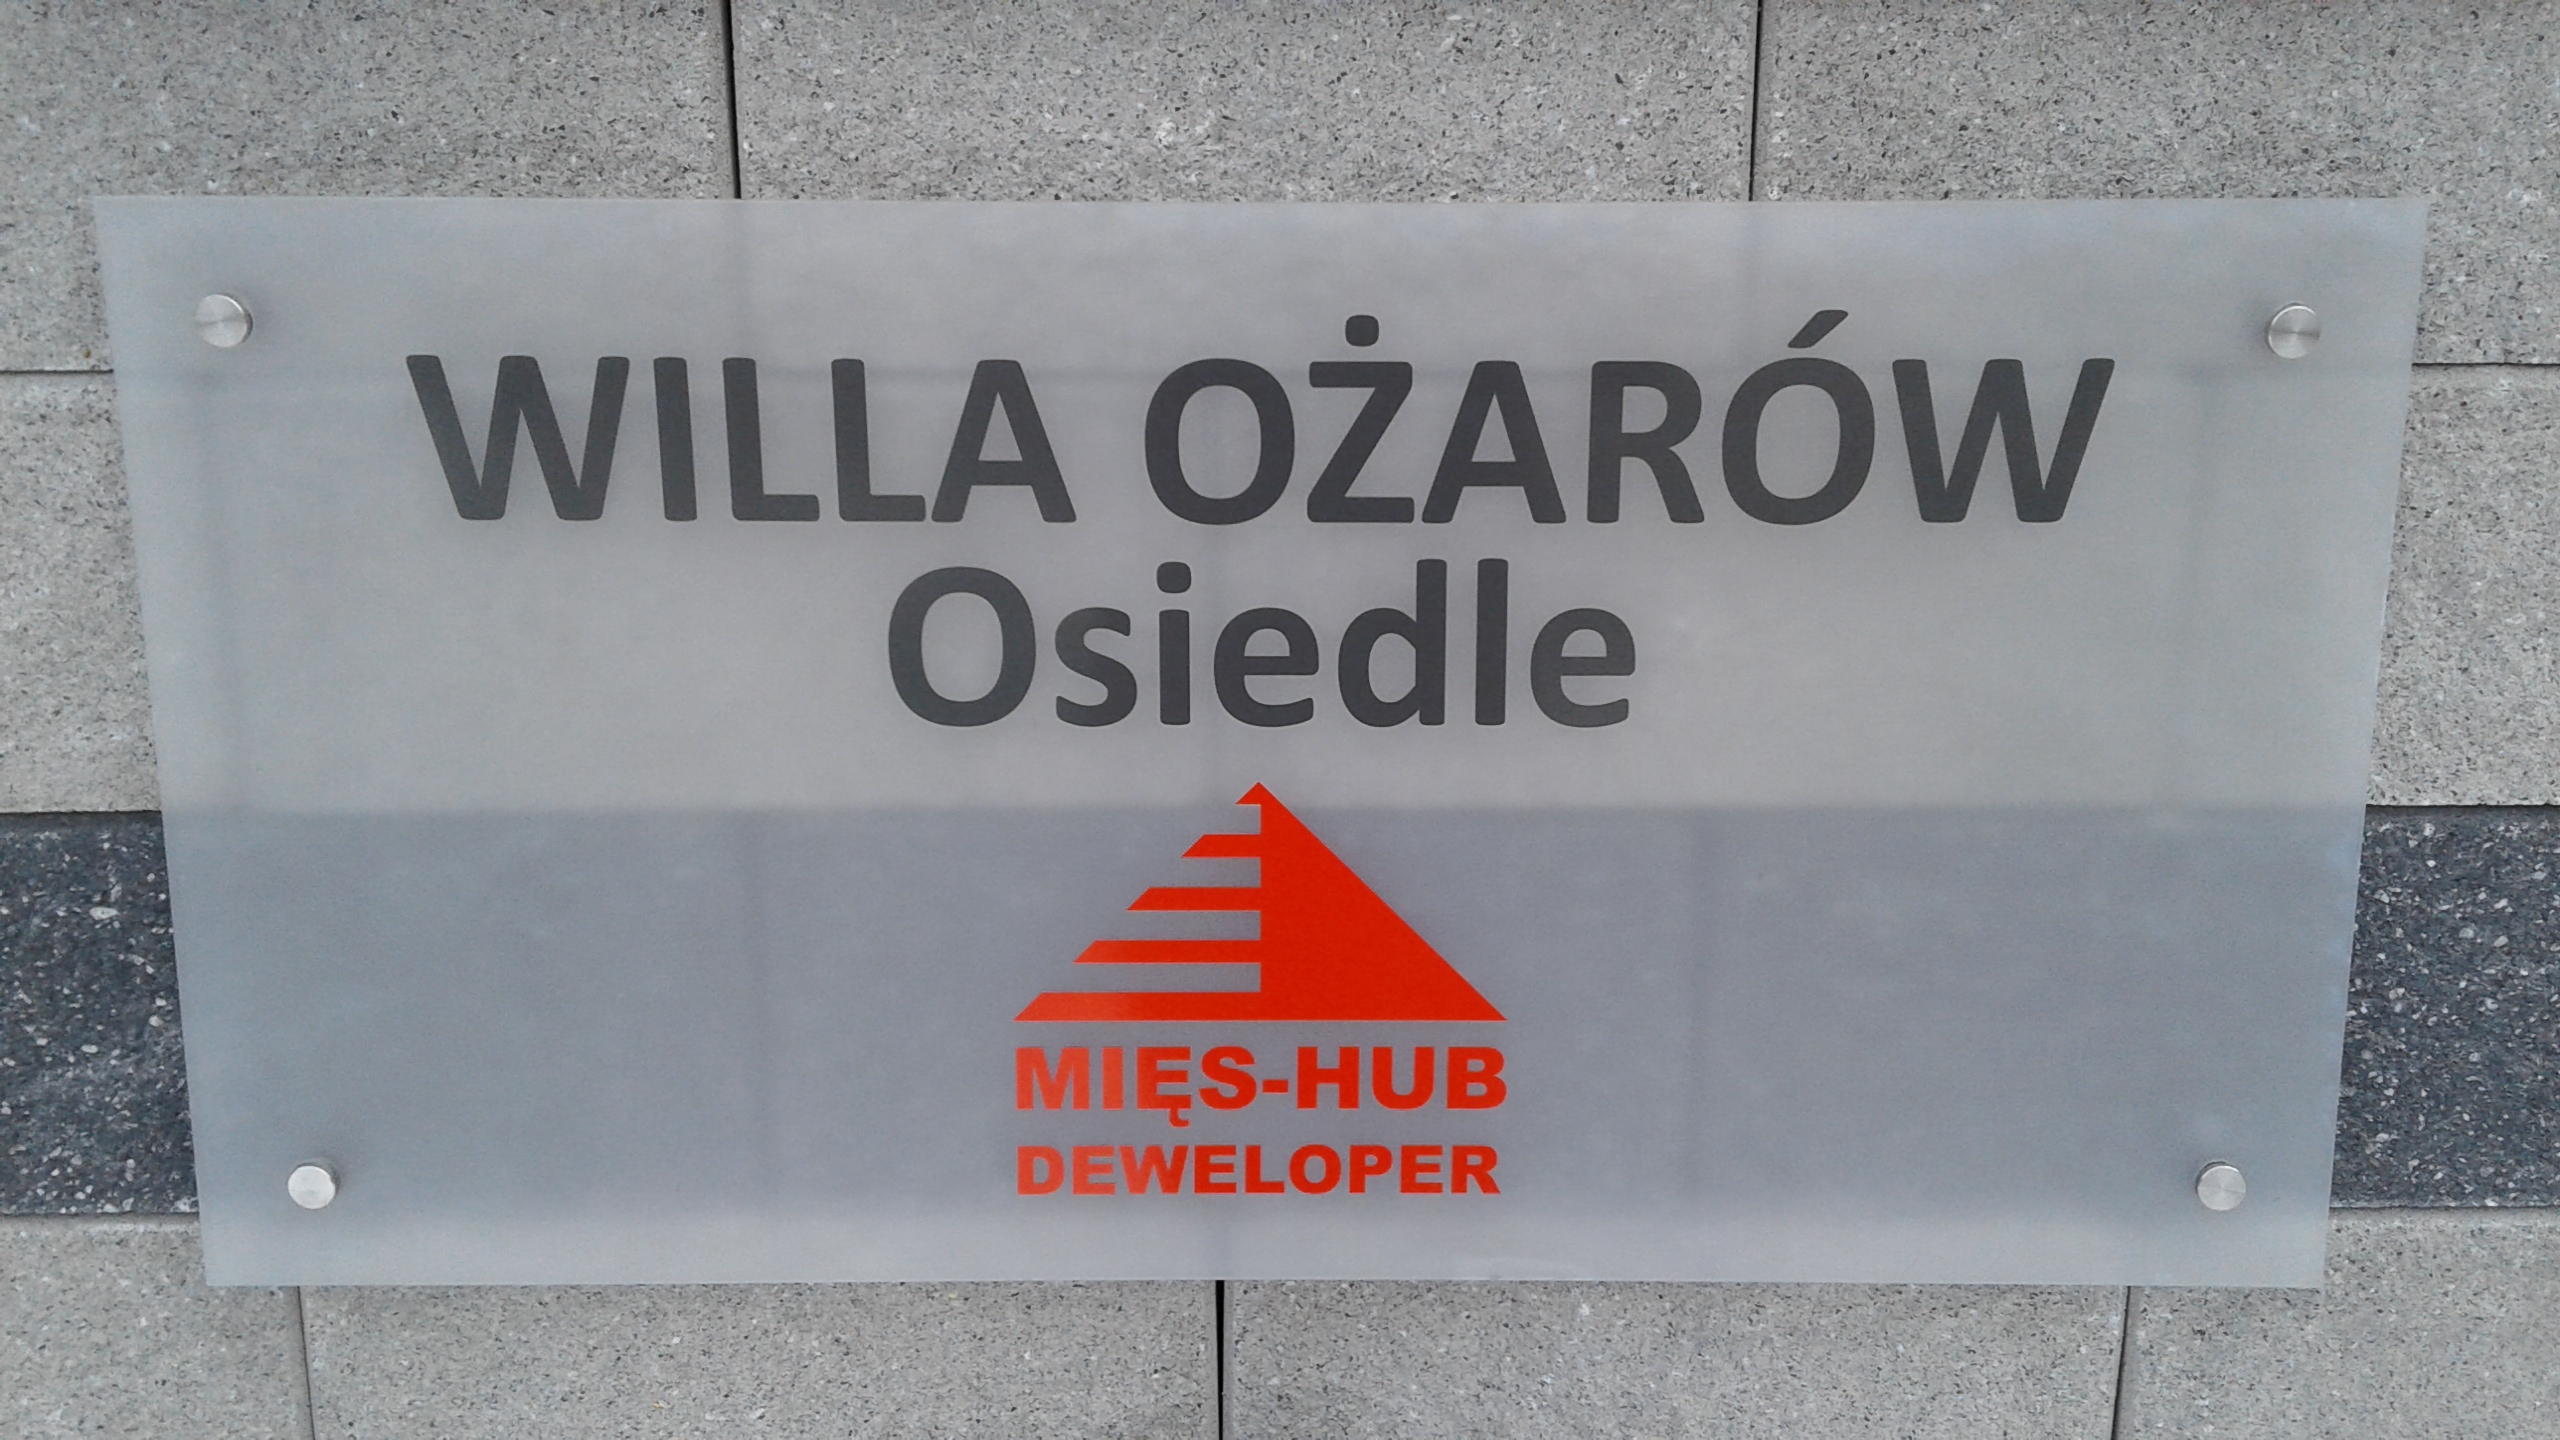 WILLA OŻARÓW
Osiedle
MIĘS-HUB
DEWELOPER